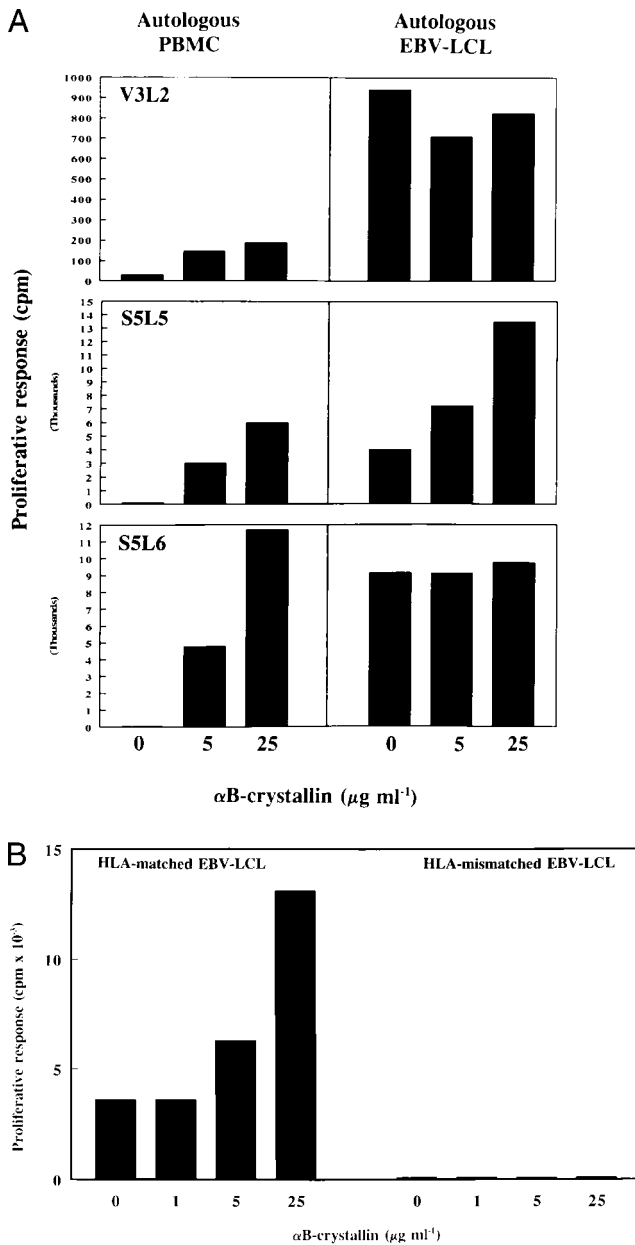 A
Autologous
PBMC
Autologous
EBV-LCL
Proliferative response (cpm)
V3L2
1000
900
800
700
600
500
400
300
200
100
0
S5L5
(Thousands)
15
14
13
12
11
10
9
8
7
6
5
4
3
2
1
0
S5L6
(Thousands)
12
11
10
9
8
7
6
5
4
3
2
1
0
0 5 25 0 5 25
αB-crystallin (µg ml⁻¹)
B
HLA-matched EBV-LCL HLA-mismatched EBV-LCL
Proliferative response (cpm x 10⁻³)
15
10
5
0
0 1 5 25 0 1 5 25
αB-crystallin (µg ml⁻¹)